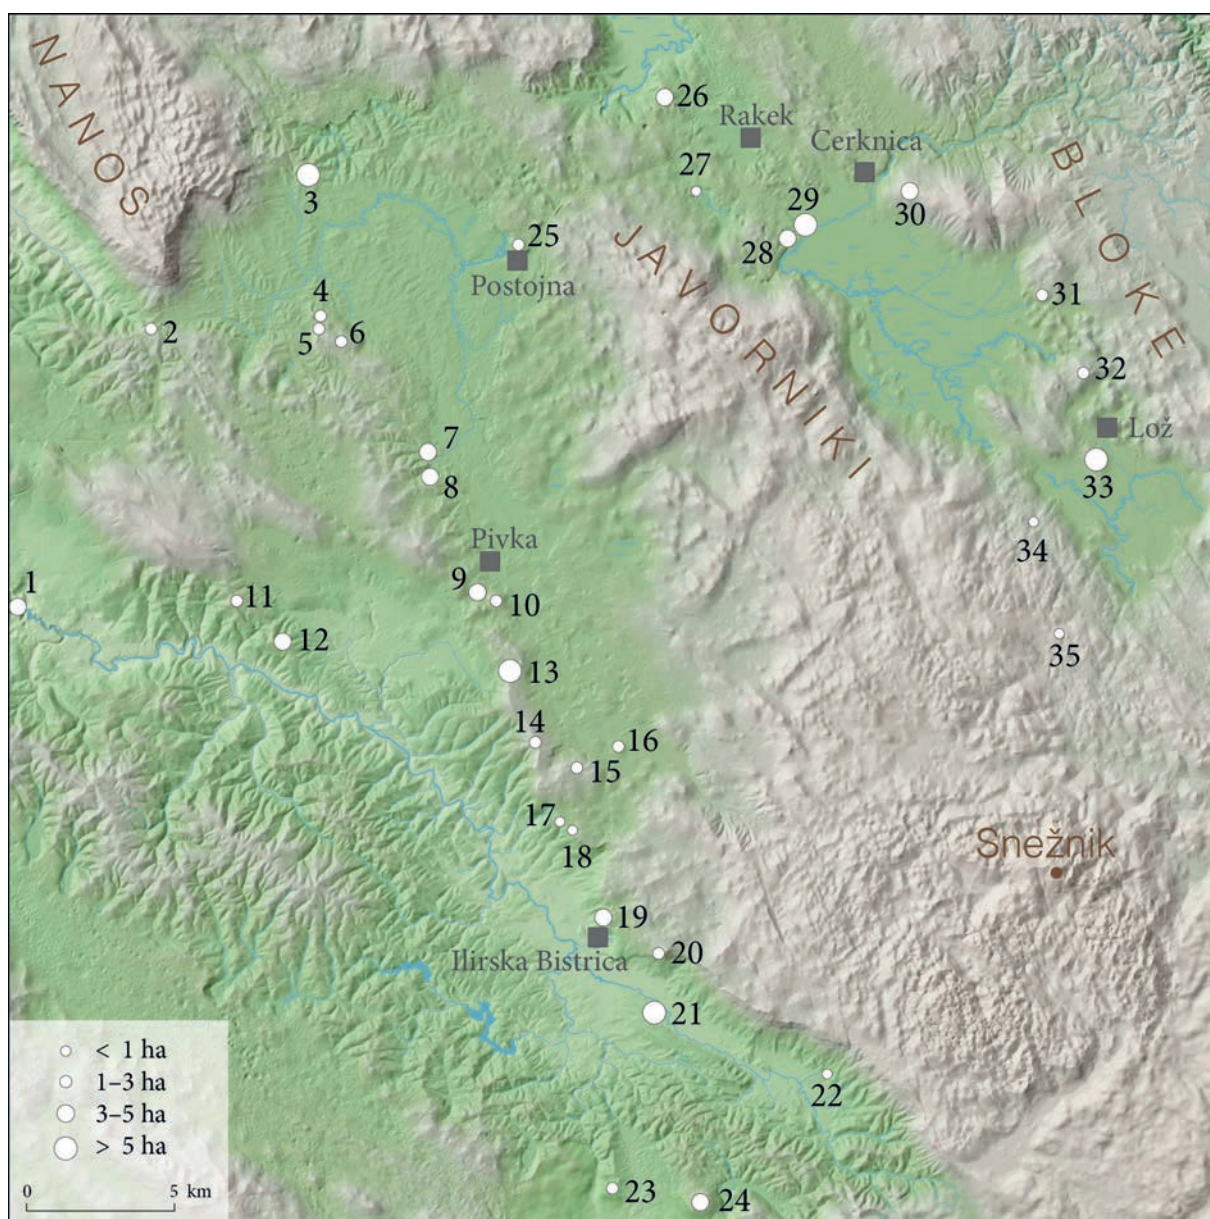 NANOS
26
Rakek
Cerknica
BLOKE
27
3
29
30
28
25
JAVORNIKI
Postojna
31
4
2
5
6
32
Lož
7
8
33
Pivka
34
1
9
11
10
12
35
13
14
16
15
17
18
Snežnik
19
20
Ilirska Bistrica
21
< 1 ha
1–3 ha
3–5 ha
> 5 ha
22
0 5 km
23
24